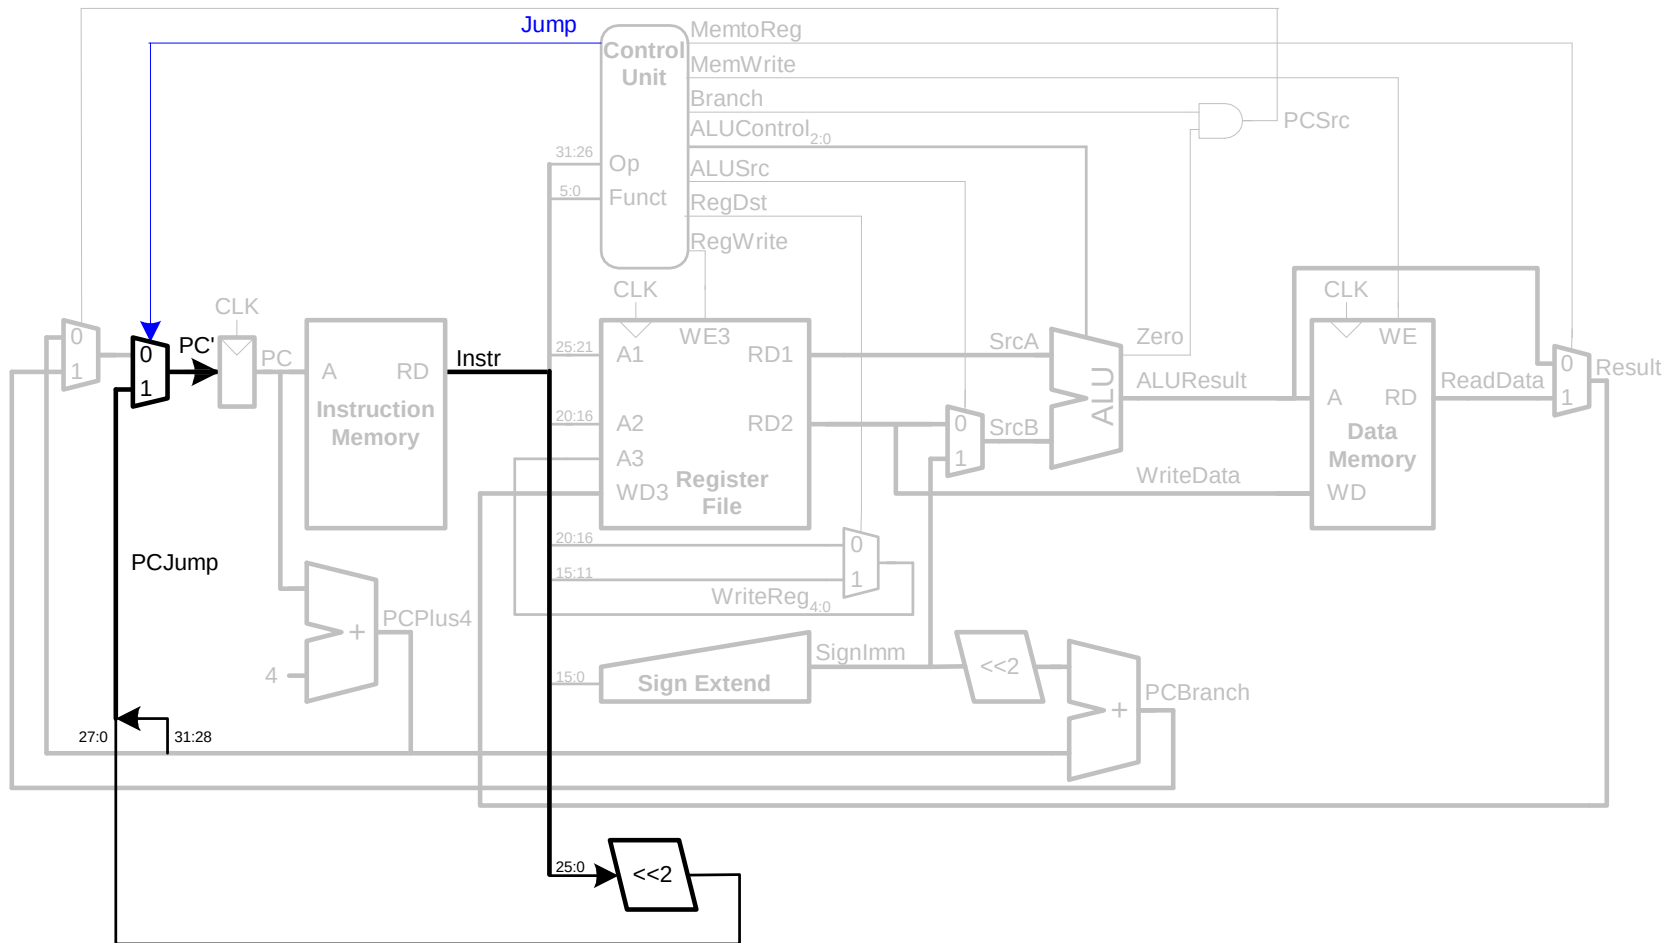 Jump
Control
Unit
MemtoReg
MemWrite
Branch
ALUControl2:0
PCSrc
31:26
Op
ALUSrc
5:0
Funct
RegDst
RegWrite
CLK
CLK
CLK
0
1
0
1
PC'
PC
A
RD
Instruction
Memory
Instr
25:21
A1
WE3
RD1
SrcA
Zero
ALU
ALUResult
WE
A
RD
Data
Memory
WD
ReadData
0
1
Result
20:16
A2
RD2
0
1
SrcB
A3
WD3
Register
File
WriteData
20:16
0
15:11
1
WriteReg4:0
PCJump
PCPlus4
+
4
SignImm
15:0
Sign Extend
<<2
PCBranch
+
27:0
31:28
25:0
<<2